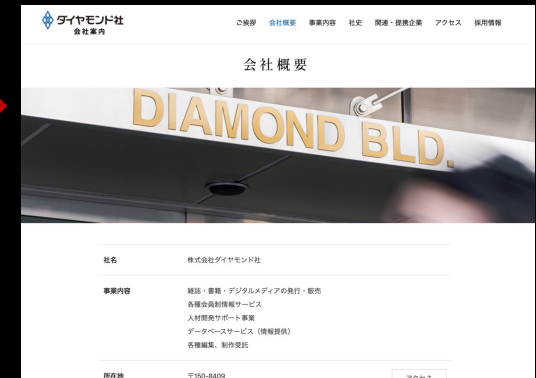 ダイヤモンド社
会社案内
ご挨拶 会社概要 事業内容 社史 関連・提携企業 アクセス 採用情報
会社概要
DIAMOND BLD.
社名 株式会社ダイヤモンド社
事業内容 雑誌・書籍・デジタルメディアの発行・販売
各種会員制情報サービス
人材開発サポート事業
データベースサービス（情報提供）
各種編集、制作受託
所在地 〒150-8409
アクセス